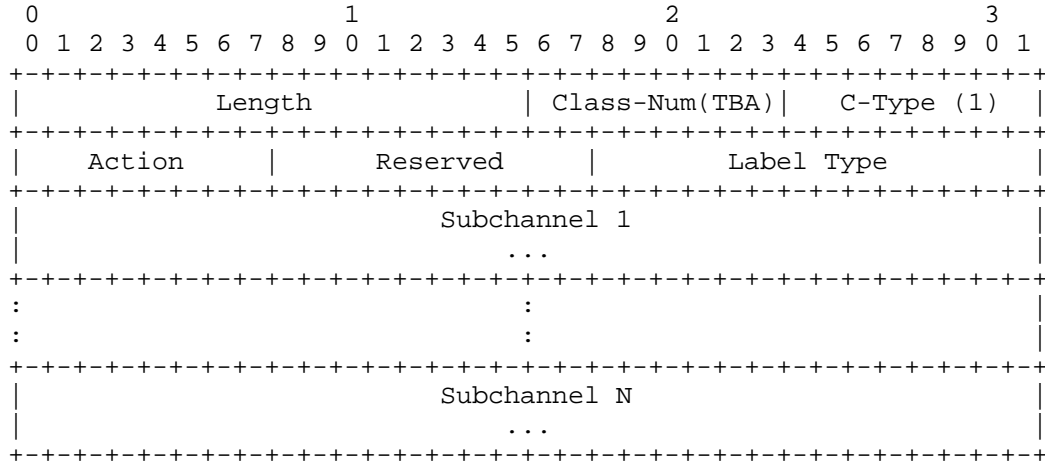 0                   1                   2                   3
0 1 2 3 4 5 6 7 8 9 0 1 2 3 4 5 6 7 8 9 0 1 2 3 4 5 6 7 8 9 0 1
+-+-+-+-+-+-+-+-+-+-+-+-+-+-+-+-+-+-+-+-+-+-+-+-+-+-+-+-+-+-+-+-+
|            Length             | Class-Num(TBA)|   C-Type (1)  |
+-+-+-+-+-+-+-+-+-+-+-+-+-+-+-+-+-+-+-+-+-+-+-+-+-+-+-+-+-+-+-+-+
|    Action     |      Reserved     |        Label Type         |
+-+-+-+-+-+-+-+-+-+-+-+-+-+-+-+-+-+-+-+-+-+-+-+-+-+-+-+-+-+-+-+-+
|                          Subchannel 1                         |
|                              ...                              |
+-+-+-+-+-+-+-+-+-+-+-+-+-+-+-+-+-+-+-+-+-+-+-+-+-+-+-+-+-+-+-+-+
:                               :                               |
:                               :                               |
+-+-+-+-+-+-+-+-+-+-+-+-+-+-+-+-+-+-+-+-+-+-+-+-+-+-+-+-+-+-+-+-+
|                          Subchannel N                         |
|                              ...                              |
+-+-+-+-+-+-+-+-+-+-+-+-+-+-+-+-+-+-+-+-+-+-+-+-+-+-+-+-+-+-+-+-+